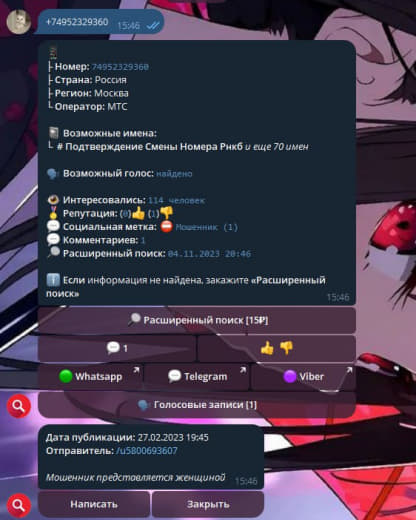 +74952329360
15:46
Номер: 74952329360
Страна: Россия
Регион: Москва
Оператор: МТС
Возможные имена:
# Подтверждение Смены Номера Рнкб и еще 70 имен
Возможный голос: найдено
Интересовались: 114 человек
Репутация: (0)👍 (1)👎
Социальная метка: ⛔ Мошенник (1)
Комментариев: 1
Расширенный поиск: 04.11.2023 20:46
Если информация не найдена, закажите «Расширенный
поиск»
15:46
Расширенный поиск [15₽]
1
Whatsapp
Telegram
Viber
Голосовые записи [1]
Дата публикации: 27.02.2023 19:45
Отправитель: /u5800693607
Мошенник представляется женщиной
15:46
Написать
Закрыть